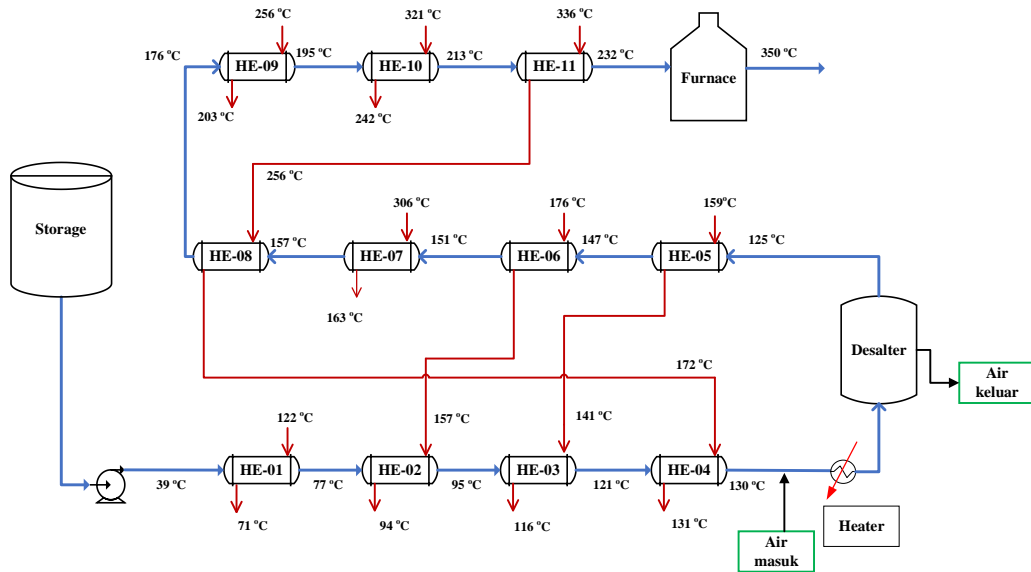 256 °C
321 °C
336 °C
176 °C
HE-09
195 °C
HE-10
213 °C
HE-11
232 °C
Furnace
350 °C
203 °C
242 °C
256 °C
Storage
306 °C
176 °C
159°C
HE-08
157 °C
HE-07
151 °C
HE-06
147 °C
HE-05
125 °C
163 °C
Desalter
172 °C
Air
keluar
122 °C
157 °C
141 °C
39 °C
HE-01
77 °C
HE-02
95 °C
HE-03
121 °C
HE-04
130 °C
71 °C
94 °C
116 °C
131 °C
Heater
Air
masuk